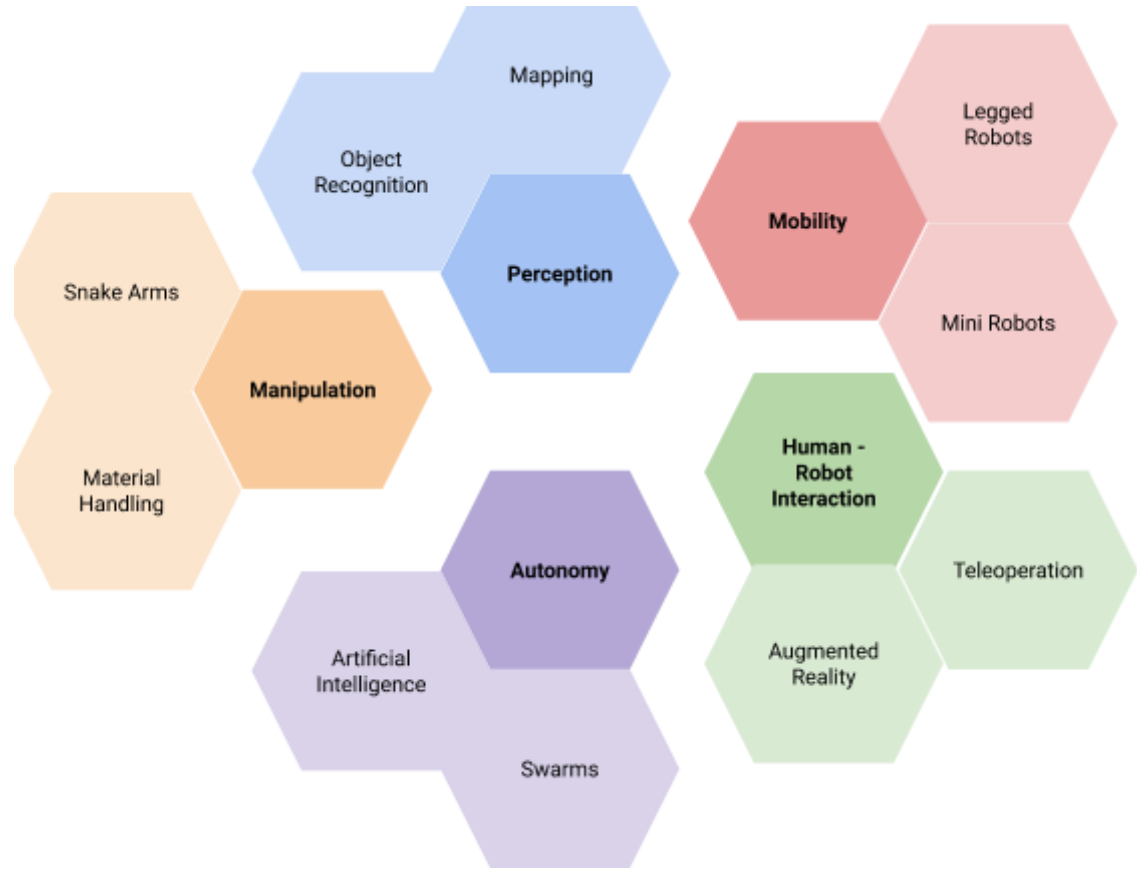 Mapping
Object
Recognition
Perception
Legged
Robots
Mobility
Mini Robots
Snake Arms
Manipulation
Material
Handling
Human -
Robot
Interaction
Teleoperation
Augmented
Reality
Autonomy
Artificial
Intelligence
Swarms